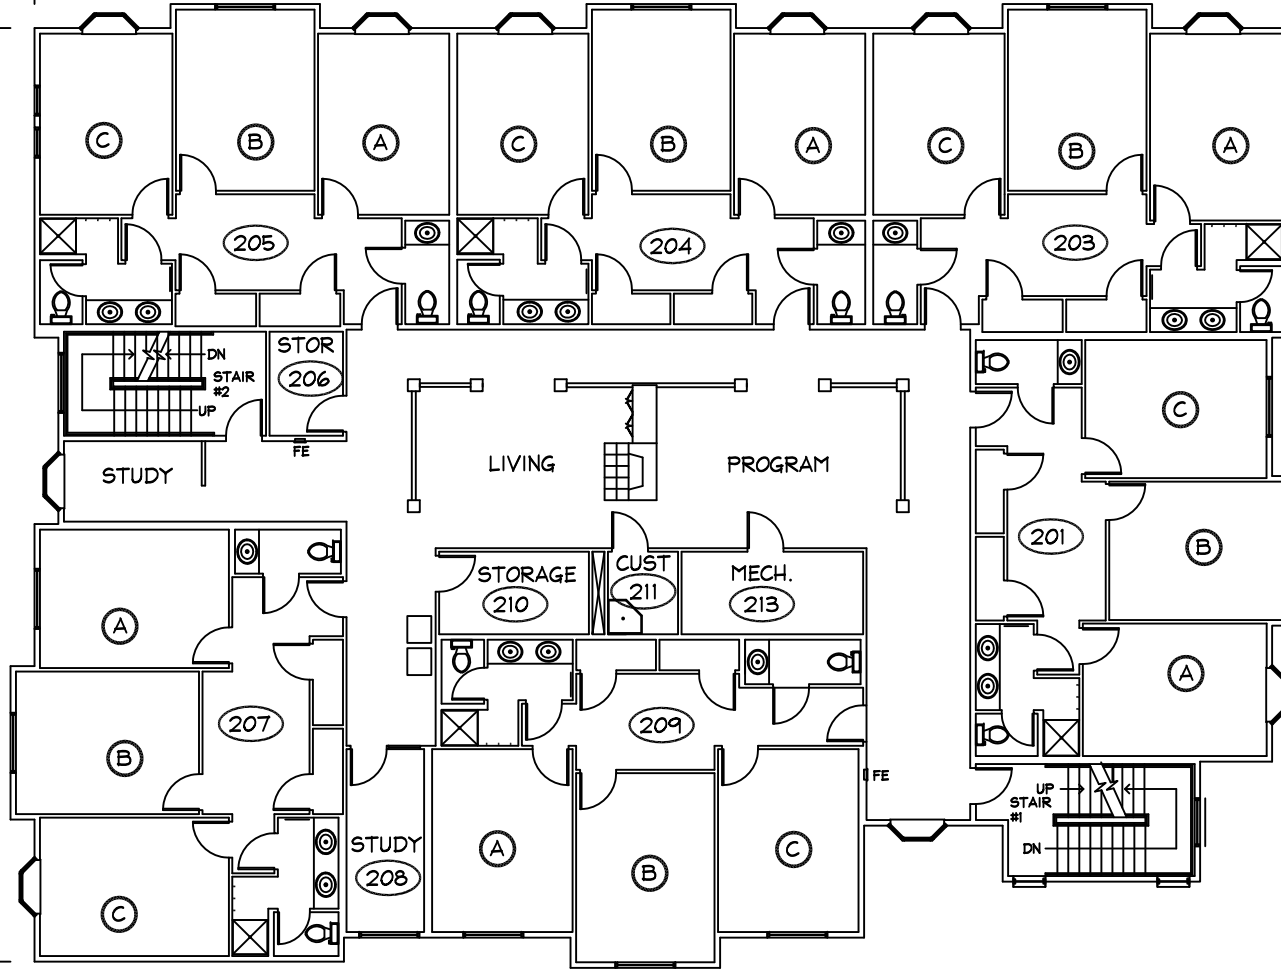 C
B
A
C
B
A
C
B
A
205
204
203
DN
STAIR
#2
UP
STOR
206
FE
STUDY
LIVING
PROGRAM
C
B
A
201
STORAGE
210
CUST
211
MECH.
213
A
B
C
207
209
STUDY
208
A
B
C
FE
UP
STAIR
#1
DN